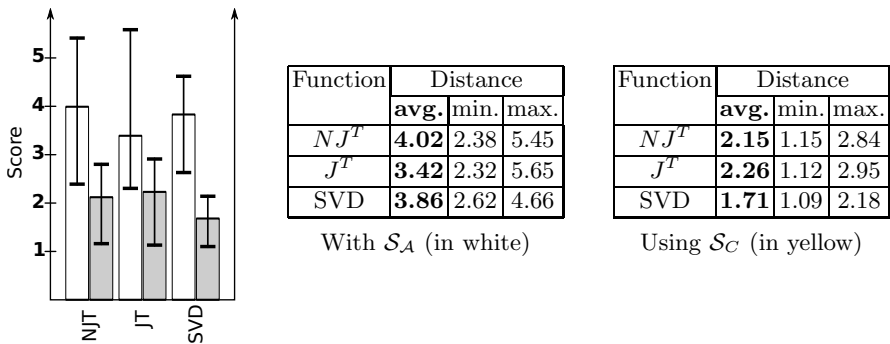 Score
5
4
3
2
1
NJT
JT
SVD
Function Distance
avg. min. max.
NJ^T 4.02 2.38 5.45
J^T 3.42 2.32 5.65
SVD 3.86 2.62 4.66
With S_A (in white)
Function Distance
avg. min. max.
NJ^T 2.15 1.15 2.84
J^T 2.26 1.12 2.95
SVD 1.71 1.09 2.18
Using S_C (in yellow)